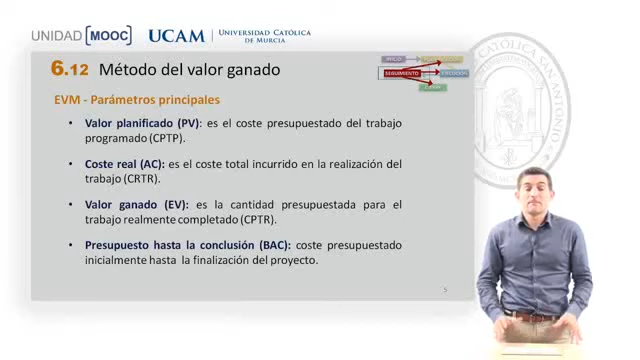 UNIDAD [MOOC] UCAM | UNIVERSIDAD CATÓLICA
DE MURCIA
6.12 Método del valor ganado
INICIO
SEGUIMIENTO
EVM - Parámetros principales
• Valor planificado (PV): es el coste presupuestado del trabajo
programado (CPTP).
• Coste real (AC): es el coste total incurrido en la realización del
trabajo (CRTR).
• Valor ganado (EV): es la cantidad presupuestada para el
trabajo realmente completado (CPTR).
• Presupuesto hasta la conclusión (BAC): coste presupuestado
inicialmente hasta la finalización del proyecto.
5